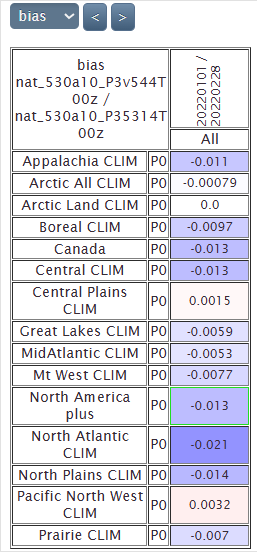 bias
<
>
bias
nat_530a10_P3v544T
00z /
nat_530a10_P35314T
00z
20220101 /
20220228
All
Appalachia CLIM P0 -0.011
Arctic All CLIM P0 -0.00079
Arctic Land CLIM P0 0.0
Boreal CLIM P0 -0.0097
Canada P0 -0.013
Central CLIM P0 -0.013
Central Plains
CLIM P0 0.0015
Great Lakes CLIM P0 -0.0059
MidAtlantic CLIM P0 -0.0053
Mt West CLIM P0 -0.0077
North America
plus P0 -0.013
North Atlantic
CLIM P0 -0.021
North Plains CLIM P0 -0.014
Pacific North West
CLIM P0 0.0032
Prairie CLIM P0 -0.007